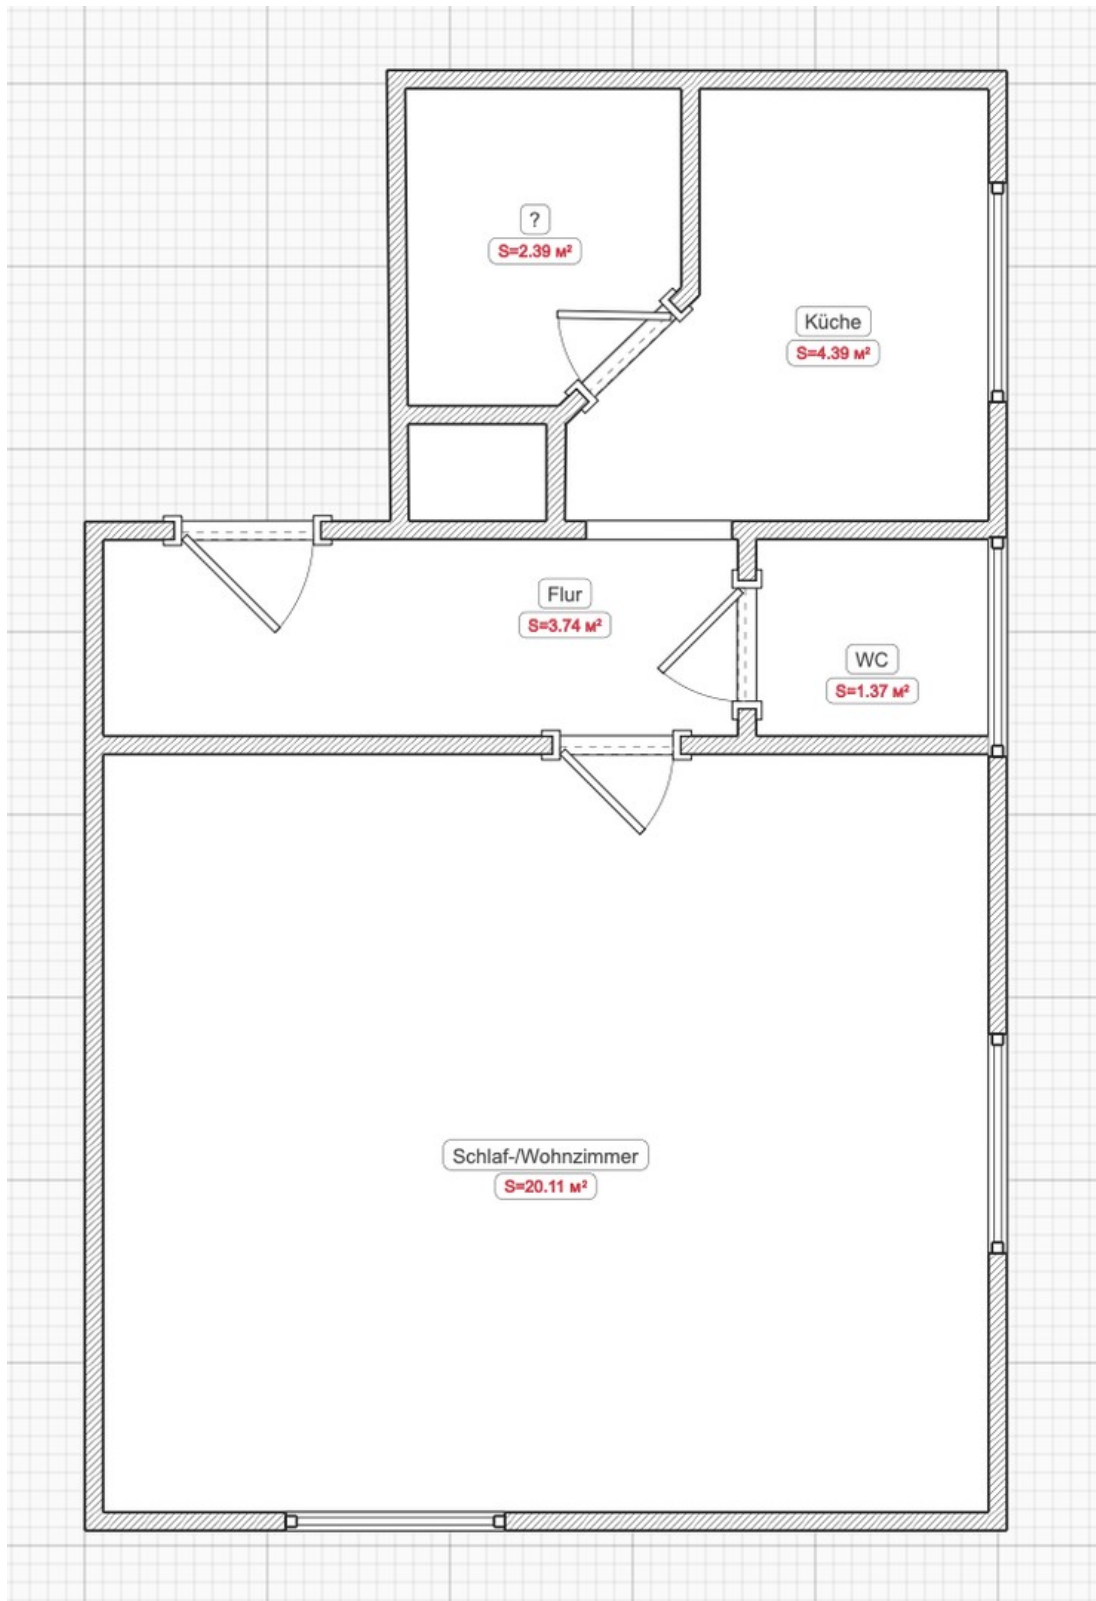 ?
S=2.39 м²
Küche
S=4.39 м²
Flur
S=3.74 м²
WC
S=1.37 м²
Schlaf-/Wohnzimmer
S=20.11 м²